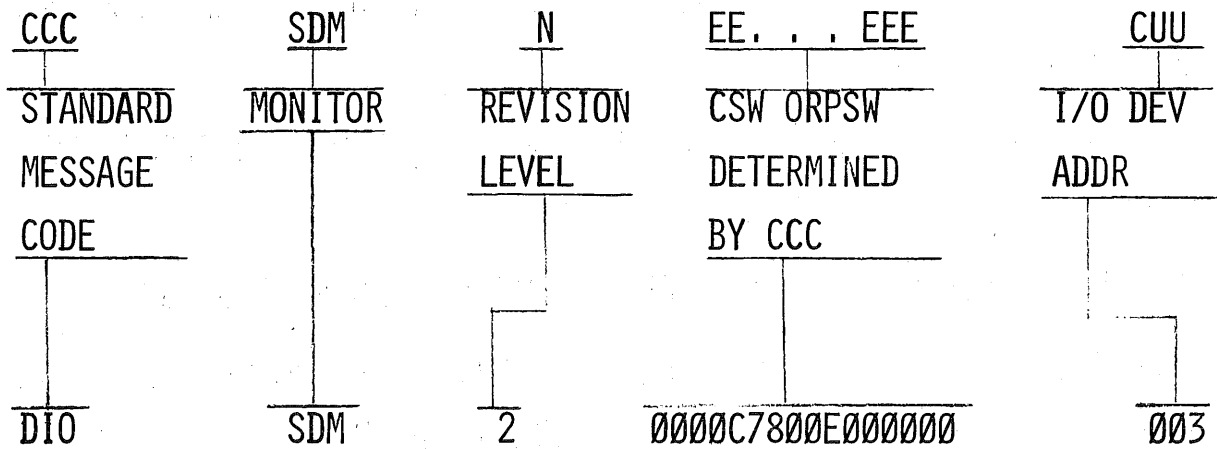 CCC SDM N EE. . . EEE CUU
STANDARD MONITOR REVISION CSW ORPSW I/O DEV
MESSAGE LEVEL DETERMINED ADDR
CODE BY CCC
DIO SDM 2 0000C7800E000000 003